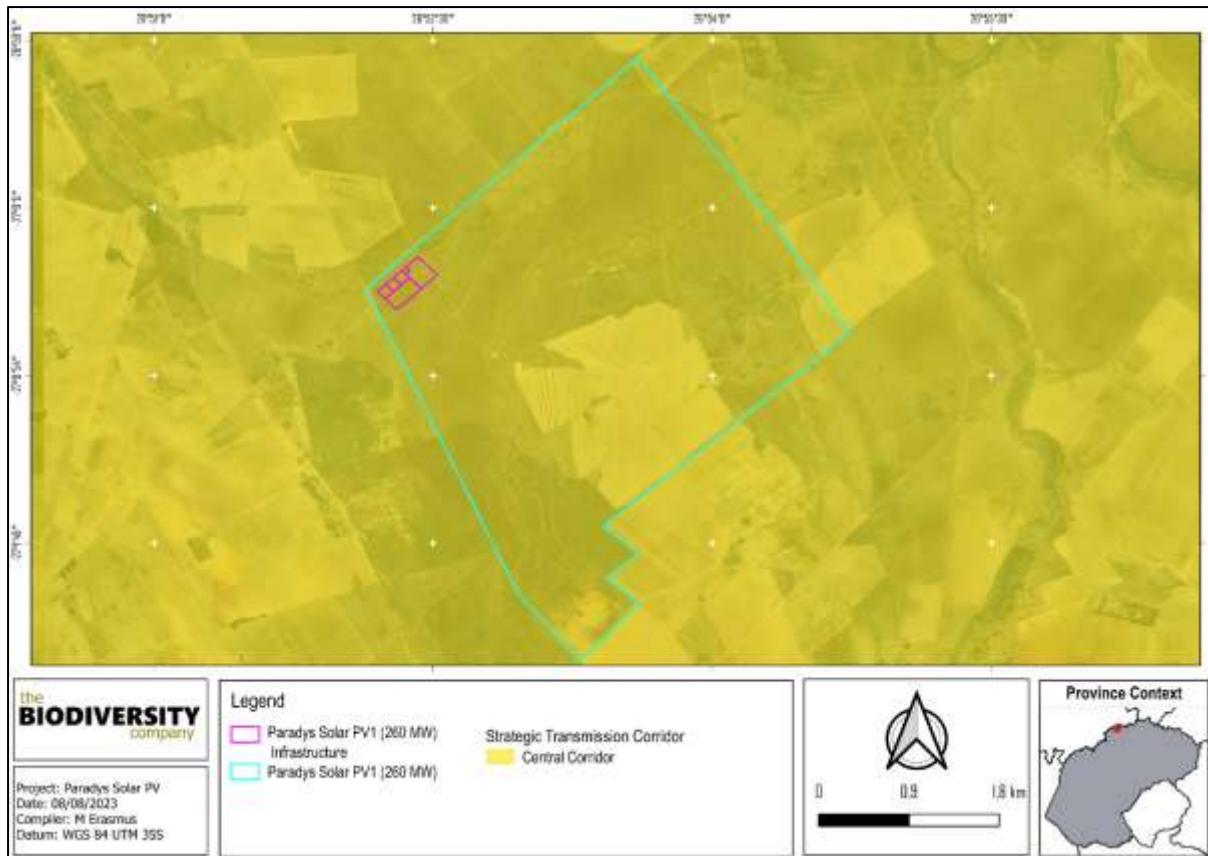 the
BIODIVERSITY
company
Project: Paradys Solar PV
Date: 08/08/2023
Compiler: M Erasmus
Datum: WGS 84 UTM 35S
Legend
Paradys Solar PV1 (260 MW)
Infrastructure
Paradys Solar PV1 (260 MW)
Strategic Transmission Corridor
Central Corridor
0 0.9 1.8 km
Province Context